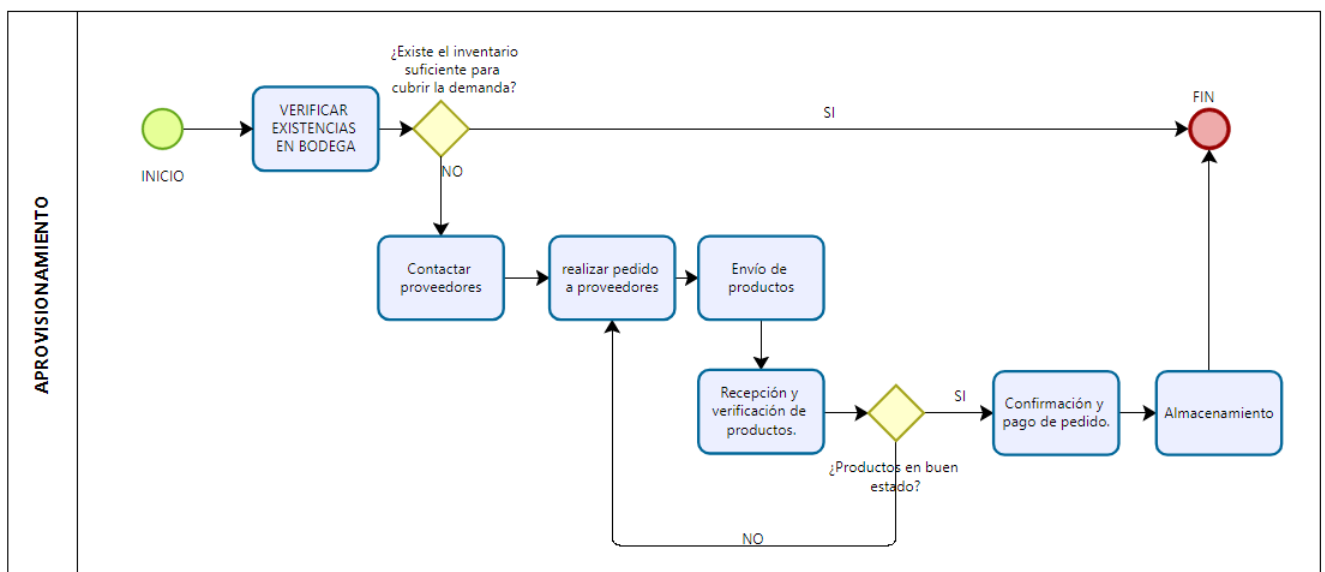 APROVISIONAMIENTO
INICIO
VERIFICAR
EXISTENCIAS
EN BODEGA
¿Existe el inventario
suficiente para
cubrir la demanda?
SI
FIN
NO
Contactar
proveedores
realizar pedido
a proveedores
Envío de
productos
Recepción y
verificación de
productos.
¿Productos en buen
estado?
SI
Confirmación y
pago de pedido.
Almacenamiento
NO